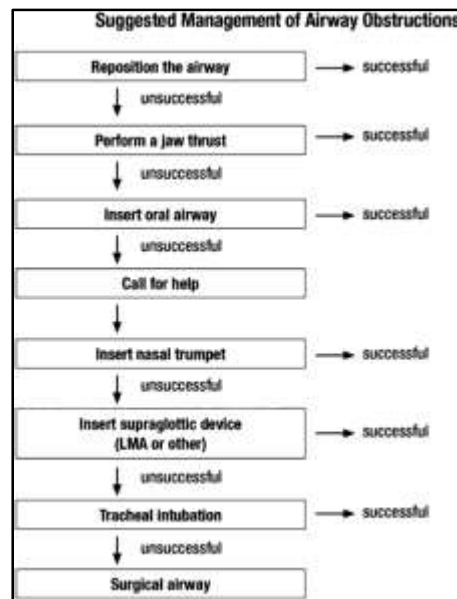 Suggested Management of Airway Obstructions
Reposition the airway
successful
unsuccessful
Perform a jaw thrust
successful
unsuccessful
Insert oral airway
successful
unsuccessful
Call for help
Insert nasal trumpet
successful
unsuccessful
Insert supraglottic device
(LMA or other)
successful
unsuccessful
Tracheal intubation
successful
unsuccessful
Surgical airway